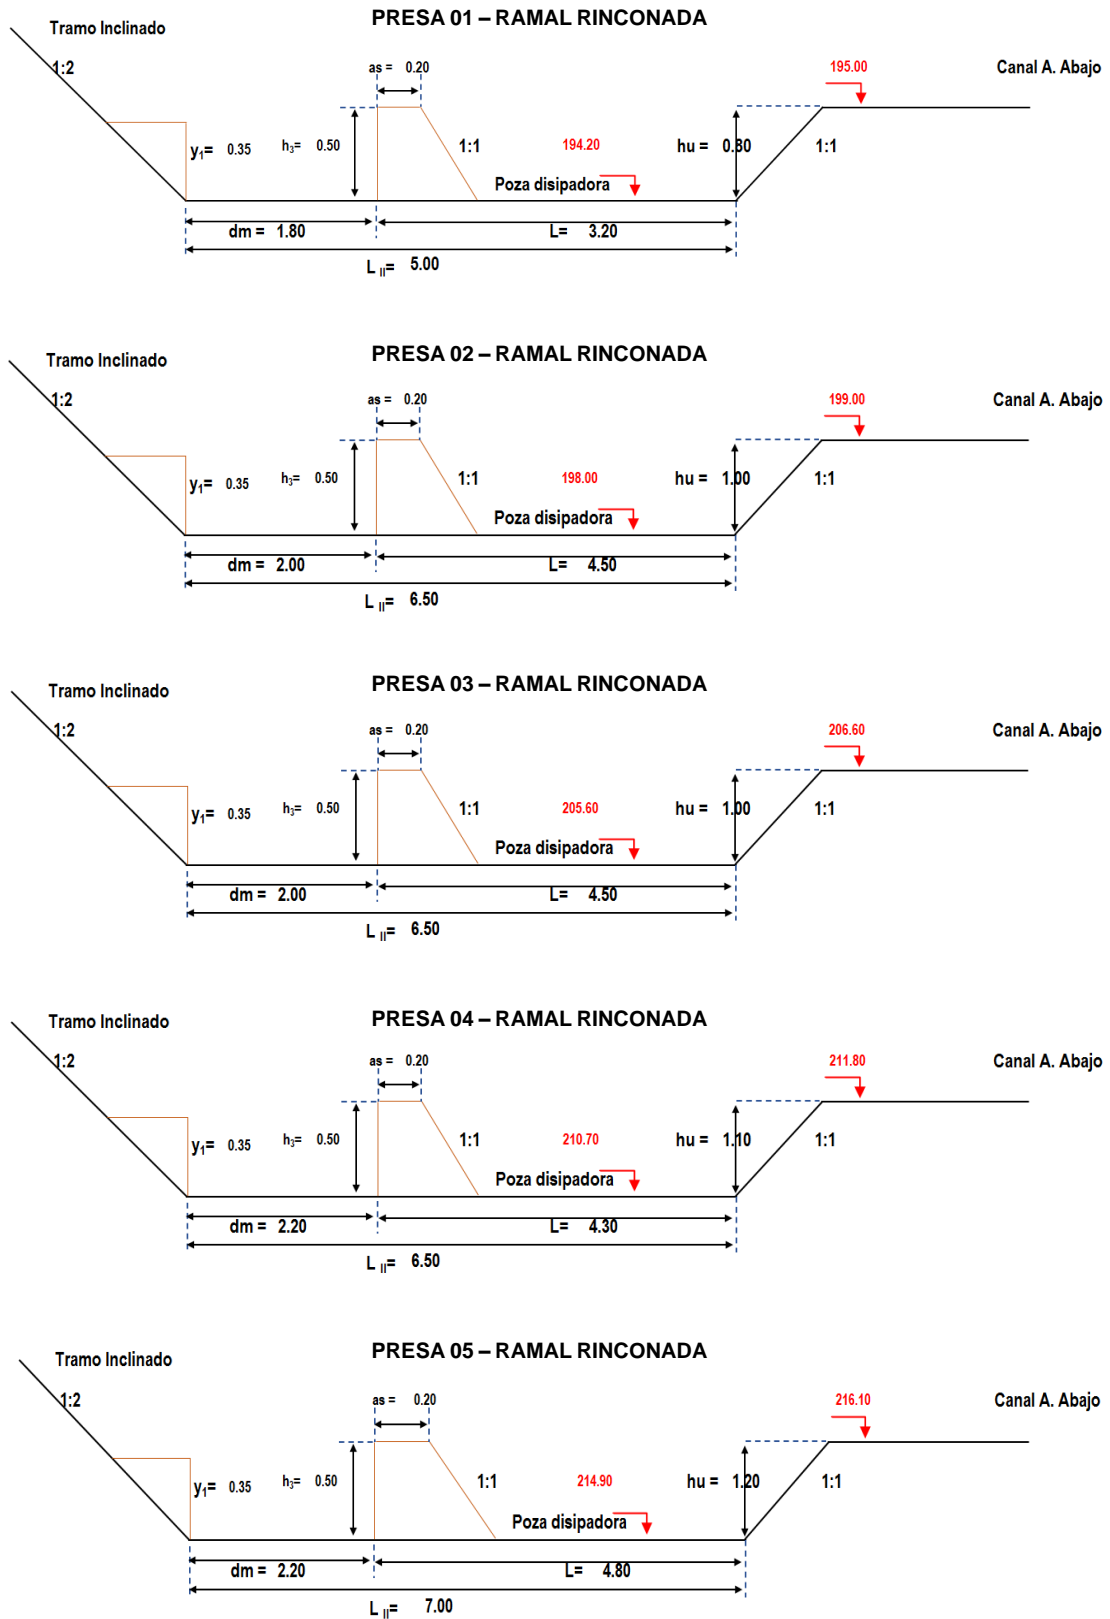 PRESA 01 – RAMAL RINCONADA
Tramo Inclinado
1:2
as = 0.20
195.00
Canal A. Abajo
y1= 0.35
h3= 0.50
1:1
194.20
hu = 0.80
1:1
Poza disipadora
dm = 1.80
L= 3.20
L II= 5.00
PRESA 02 – RAMAL RINCONADA
Tramo Inclinado
1:2
as = 0.20
199.00
Canal A. Abajo
y1= 0.35
h3= 0.50
1:1
198.00
hu = 1.00
1:1
Poza disipadora
dm = 2.00
L= 4.50
L II= 6.50
PRESA 03 – RAMAL RINCONADA
Tramo Inclinado
1:2
as = 0.20
206.60
Canal A. Abajo
y1= 0.35
h3= 0.50
1:1
205.60
hu = 1.00
1:1
Poza disipadora
dm = 2.00
L= 4.50
L II= 6.50
PRESA 04 – RAMAL RINCONADA
Tramo Inclinado
1:2
as = 0.20
211.80
Canal A. Abajo
y1= 0.35
h3= 0.50
1:1
210.70
hu = 1.10
1:1
Poza disipadora
dm = 2.20
L= 4.30
L II= 6.50
PRESA 05 – RAMAL RINCONADA
Tramo Inclinado
1:2
as = 0.20
216.10
Canal A. Abajo
y1= 0.35
h3= 0.50
1:1
214.90
hu = 1.20
1:1
Poza disipadora
dm = 2.20
L= 4.80
L II= 7.00